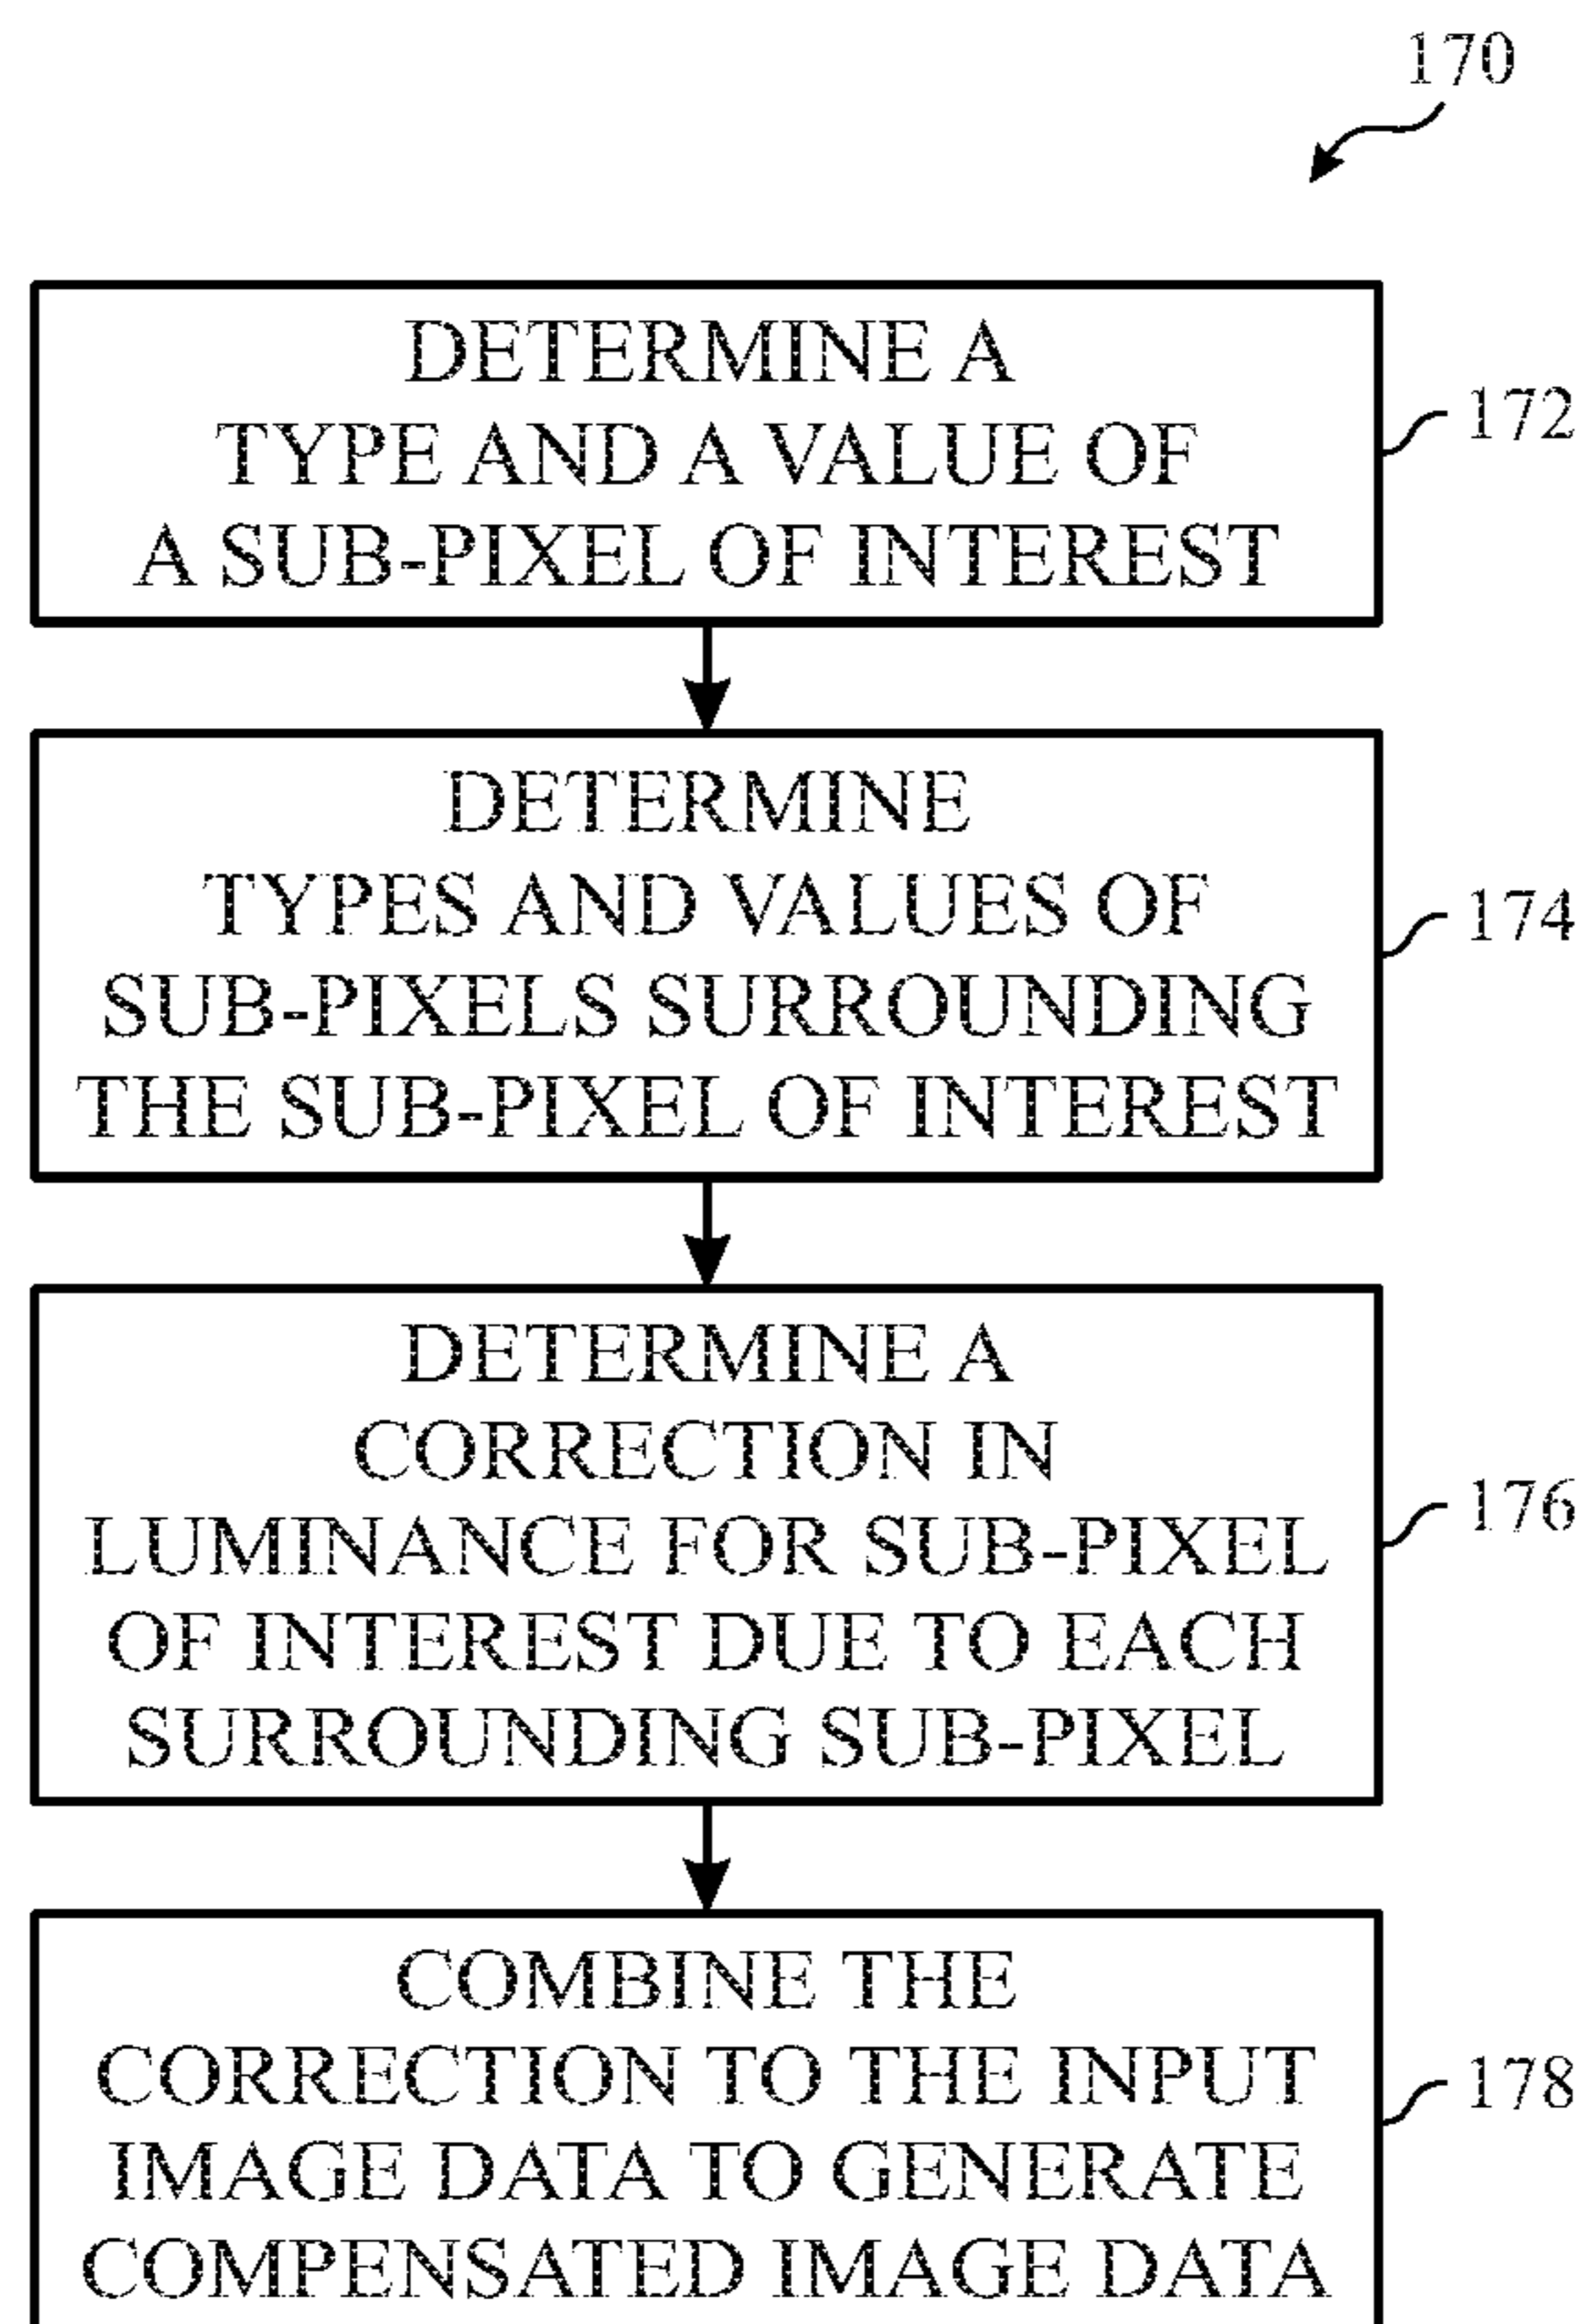 170
DETERMINE A
TYPE AND A VALUE OF
A SUB-PIXEL OF INTEREST
172
DETERMINE
TYPES AND VALUES OF
SUB-PIXELS SURROUNDING
THE SUB-PIXEL OF INTEREST
174
DETERMINE A
CORRECTION IN
LUMINANCE FOR SUB-PIXEL
OF INTEREST DUE TO EACH
SURROUNDING SUB-PIXEL
176
COMBINE THE
CORRECTION TO THE INPUT
IMAGE DATA TO GENERATE
COMPENSATED IMAGE DATA
178